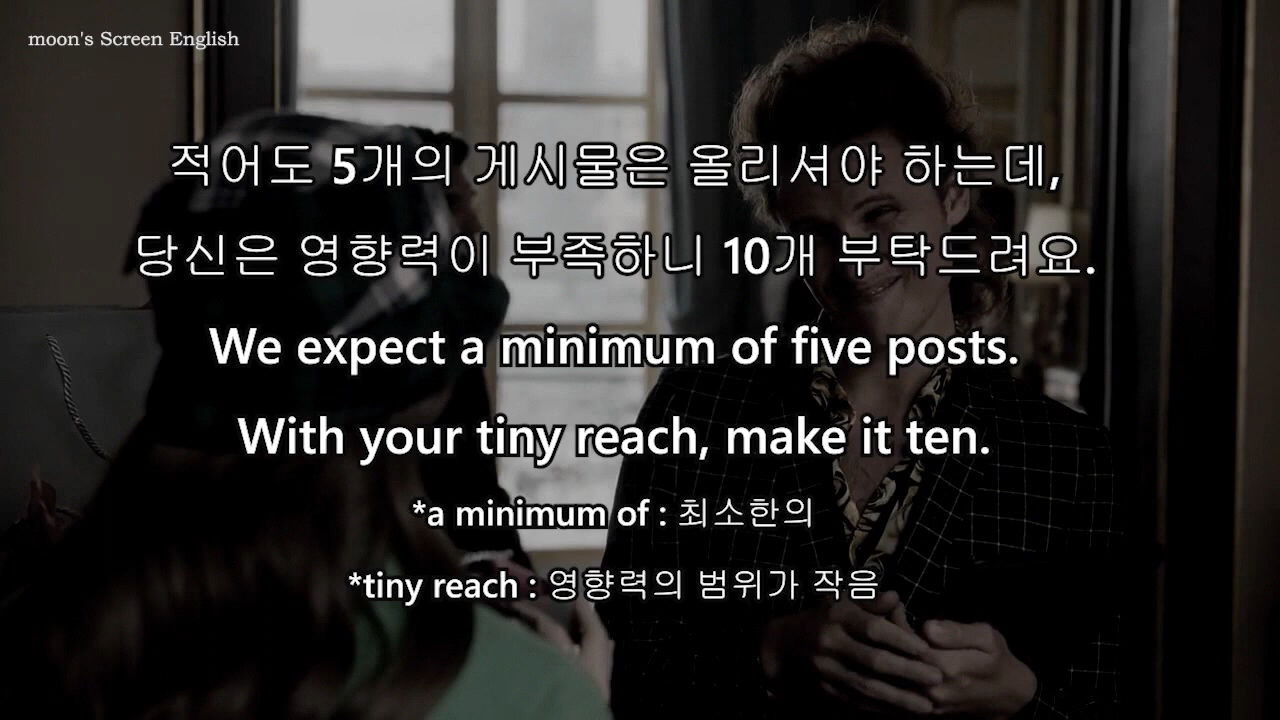 moon's Screen English
적어도 5개의 게시물은 올리셔야 하는데,
당신은 영향력이 부족하니 10개 부탁드려요.
We expect a minimum of five posts.
With your tiny reach, make it ten.
*a minimum of : 최소한의
*tiny reach : 영향력의 범위가 작음